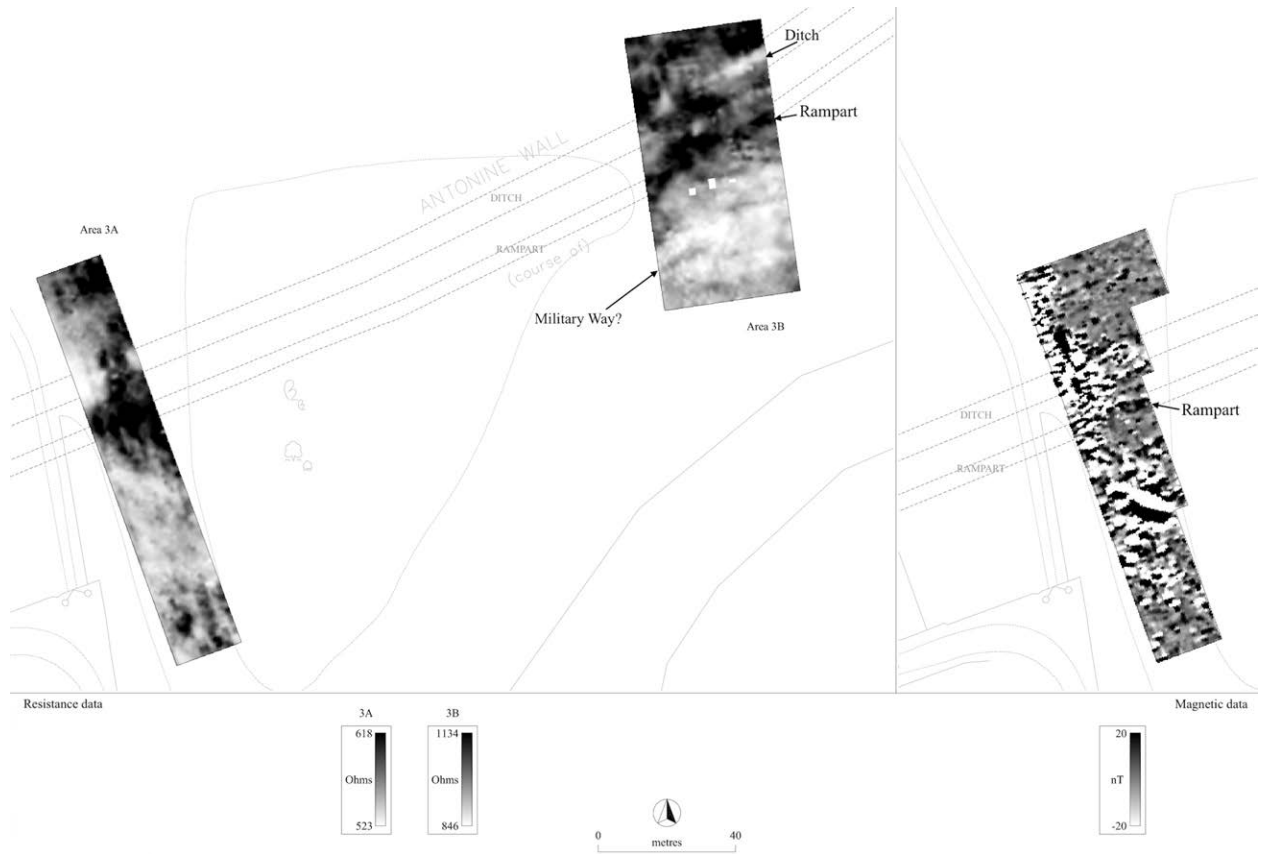 Ditch
Rampart
ANTONINE WALL
DITCH
RAMPART
(course of)
Area 3A
Military Way?
Area 3B
Rampart
DITCH
RAMPART
Resistance data
Magnetic data
3A
618
Ohms
523
3B
1134
Ohms
846
0
40
metres
20
nT
-20